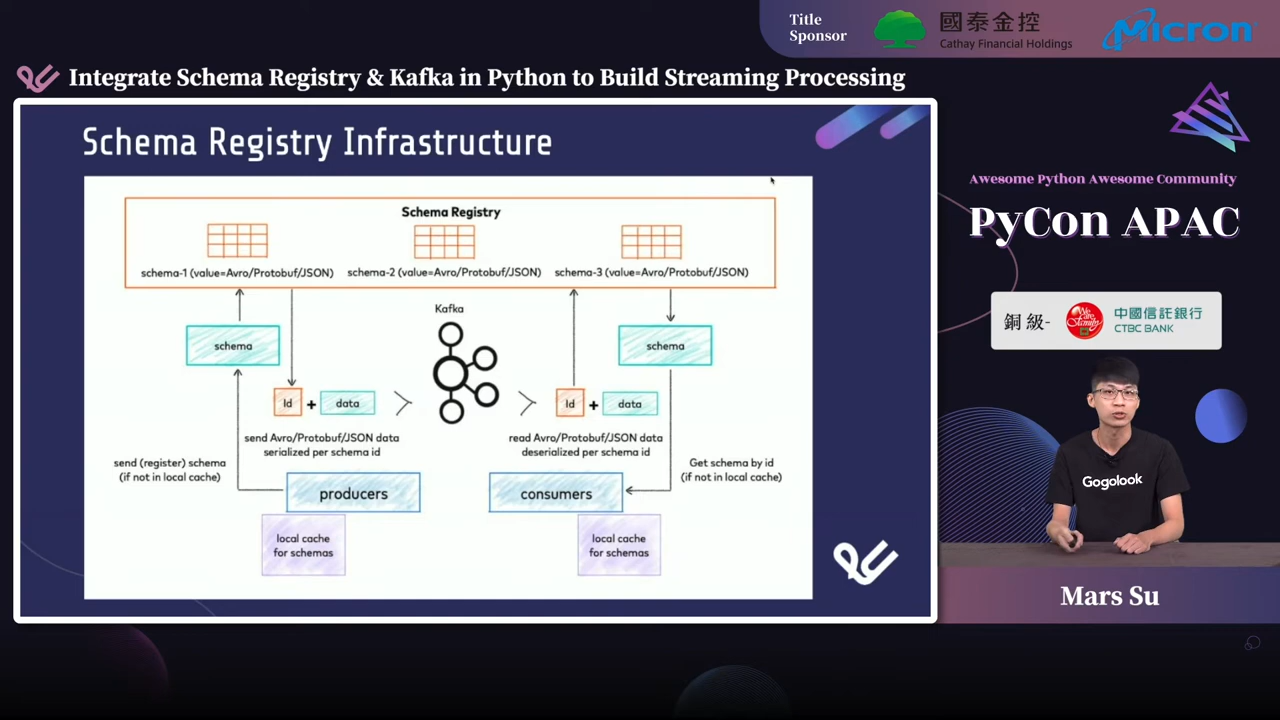 Title
Sponsor
國泰金控
Cathay Financial Holdings
Micron
Integrate Schema Registry & Kafka in Python to Build Streaming Processing
Schema Registry Infrastructure
Schema Registry
schema-1 (value=Avro/Protobuf/JSON)
schema-2 (value=Avro/Protobuf/JSON)
schema-3 (value=Avro/Protobuf/JSON)
Kafka
schema
schema
Id
+
data
Id
+
data
send Avro/Protobuf/JSON data
serialized per schema id
read Avro/Protobuf/JSON data
deserialized per schema id
send (register) schema
(if not in local cache)
Get schema by id
(if not in local cache)
producers
consumers
local cache
for schemas
local cache
for schemas
Awesome Python Awesome Community
PyCon APAC
銅級-
We are
family
中國信託銀行
CTBC BANK
Gogolook
Mars Su